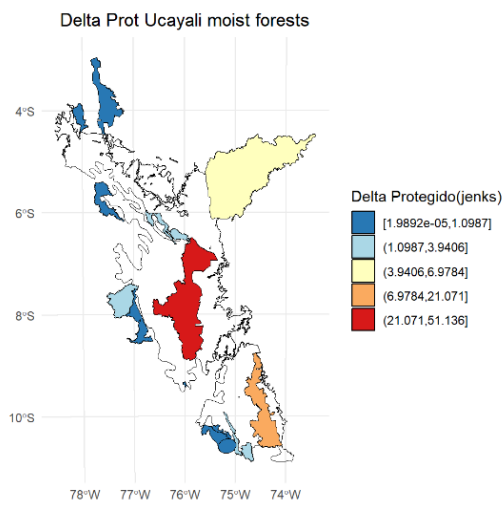 Delta Prot Ucayali moist forests
4°S
6°S
8°S
10°S
78°W 77°W 76°W 75°W 74°W
Delta Protegido(jenks)
[1.9892e-05,1.0987]
(1.0987,3.9406]
(3.9406,6.9784]
(6.9784,21.071]
(21.071,51.136]